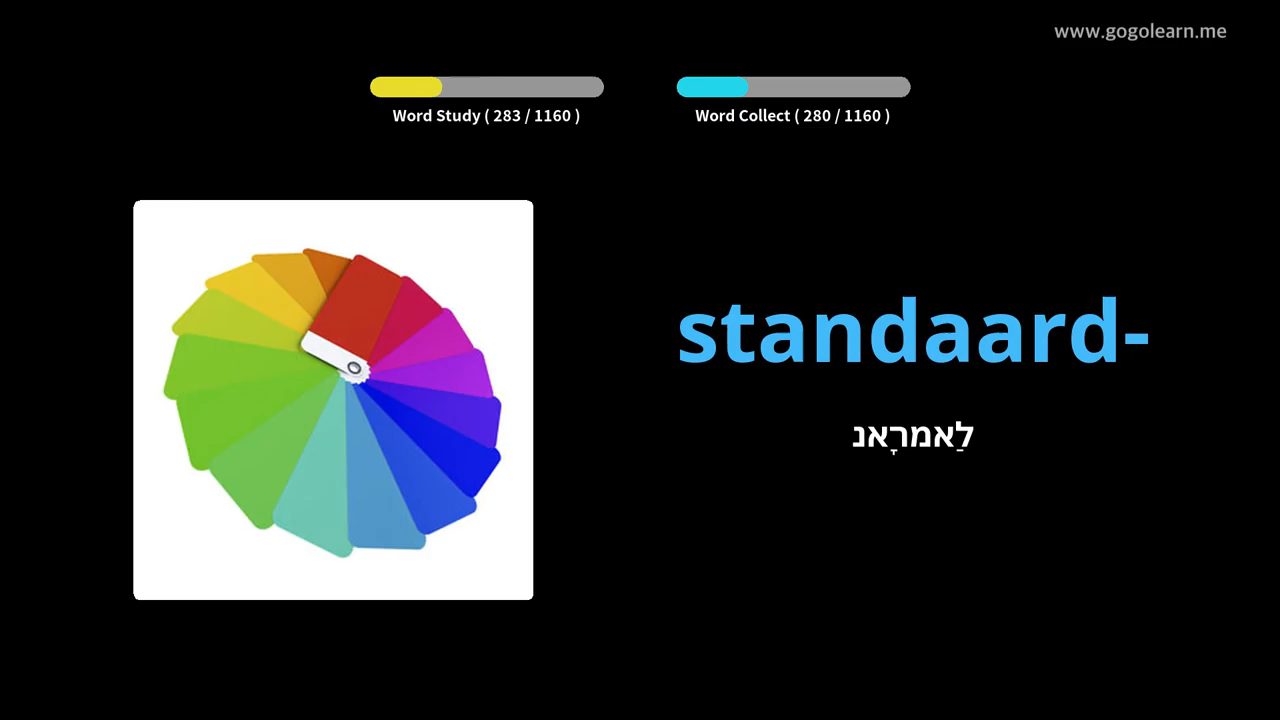 www.gogolearn.me
Word Study ( 283 / 1160 )
Word Collect ( 280 / 1160 )
standaard-
לַאמרָאנ